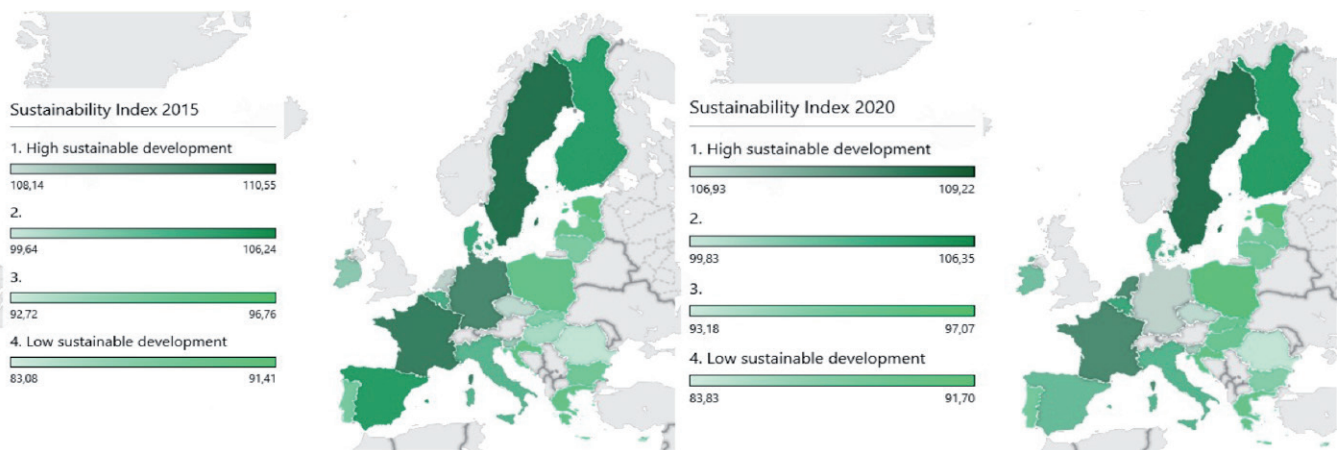 Sustainability Index 2015
1. High sustainable development
108,14 110,55
2.
99,64 106,24
3.
92,72 96,76
4. Low sustainable development
83,08 91,41
Sustainability Index 2020
1. High sustainable development
106,93 109,22
2.
99,83 106,35
3.
93,18 97,07
4. Low sustainable development
83,83 91,70